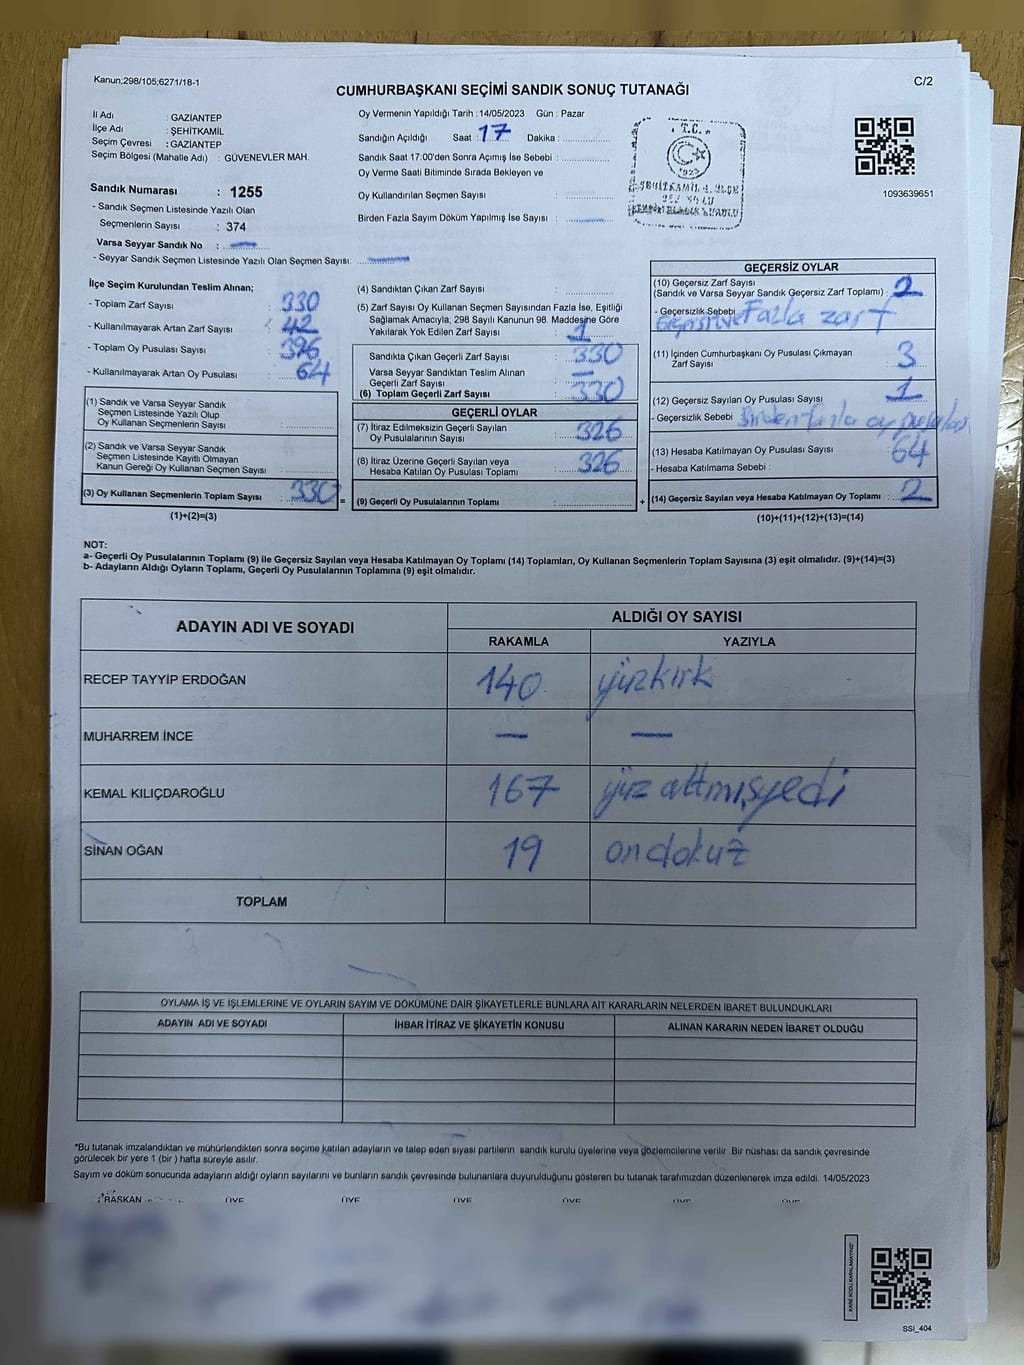 Kanun;298/105;6271/18-1
C/2
CUMHURBAŞKANI SEÇİMİ SANDIK SONUÇ TUTANAĞI
İl Adı : GAZİANTEP
İlçe Adı : ŞEHİTKAMİL
Seçim Çevresi : GAZİANTEP
Seçim Bölgesi (Mahalle Adı) : GÜVENEVLER MAH.
Sandık Numarası : 1255
- Sandık Seçmen Listesinde Yazılı Olan
Seçmenlerin Sayısı : 374
Varsa Seyyar Sandık No :
- Seyyar Sandık Seçmen Listesinde Yazılı Olan Seçmen Sayısı:
Oy Vermenin Yapıldığı Tarih : 14/05/2023 Gün : Pazar
Sandığın Açıldığı Saat : 17 Dakika :
Sandık Saat 17:00'den Sonra Açımış İse Sebebi :
Oy Verme Saati Bitiminde Sırada Bekleyen ve
Oy Kullandırılan Seçmen Sayısı :
Birden Fazla Sayım Döküm Yapılmış İse Sayısı :
T.C.
1923
1093639651
İlçe Seçim Kurulundan Teslim Alınan;
- Toplam Zarf Sayısı : 330
- Kullanılmayarak Artan Zarf Sayısı : 42
- Toplam Oy Pusulası Sayısı :
- Kullanılmayarak Artan Oy Pusulası : 64
(1) Sandık ve Varsa Seyyar Sandık
Seçmen Listesinde Yazılı Olup
Oy Kullanan Seçmenlerin Sayısı :
(2) Sandık ve Varsa Seyyar Sandık
Seçmen Listesinde Kayıtlı Olmayan
Kanun Gereği Oy Kullanan Seçmen Sayısı :
(3) Oy Kullanan Seçmenlerin Toplam Sayısı : 330 =
(1)+(2)=(3)
(4) Sandıktan Çıkan Zarf Sayısı :
(5) Zarf Sayısı Oy Kullanan Seçmen Sayısından Fazla İse, Eşitliği
Sağlamak Amacıyla, 298 Sayılı Kanunun 98. Maddesine Göre
Yakılarak Yok Edilen Zarf Sayısı : 1
Sandıkta Çıkan Geçerli Zarf Sayısı : 330
Varsa Seyyar Sandıktan Teslim Alınan
Geçerli Zarf Sayısı :
(6) Toplam Geçerli Zarf Sayısı : 330
GEÇERLİ OYLAR
(7) İtiraz Edilmeksizin Geçerli Sayılan
Oy Pusulalarının Sayısı : 326
(8) İtiraz Üzerine Geçerli Sayılan veya
Hesaba Katılan Oy Pusulası Toplamı : 326
(9) Geçerli Oy Pusulalarının Toplamı : +
GEÇERSİZ OYLAR
(10) Geçersiz Zarf Sayısı
(Sandık ve Varsa Seyyar Sandık Geçersiz Zarf Toplamı) : 2
- Geçersizlik Sebebi : Fazla zarf
(11) İçinden Cumhurbaşkanı Oy Pusulası Çıkmayan
Zarf Sayısı : 3
(12) Geçersiz Sayılan Oy Pusulası Sayısı : 1
- Geçersizlik Sebebi Birden fazla oy pusulası
(13) Hesaba Katılmayan Oy Pusulası Sayısı : 64
- Hesaba Katılmama Sebebi :
(14) Geçersiz Sayılan veya Hesaba Katılmayan Oy Toplamı : 2
(10)+(11)+(12)+(13)=(14)
NOT:
a- Geçerli Oy Pusulalarının Toplamı (9) ile Geçersiz Sayılan veya Hesaba Katılmayan Oy Toplamı (14) Toplamları, Oy Kullanan Seçmenlerin Toplam Sayısına (3) eşit olmalıdır. (9)+(14)=(3)
b- Adayların Aldığı Oyların Toplamı, Geçerli Oy Pusulalarının Toplamına (9) eşit olmalıdır.
ADAYIN ADI VE SOYADI
ALDIĞI OY SAYISI
RAKAMLA YAZIYLA
RECEP TAYYİP ERDOĞAN 140 yüzkırk
MUHARREM İNCE — —
KEMAL KILIÇDAROĞLU 167 yüz altmışyedi
SİNAN OĞAN 19 ondokuz
TOPLAM
OYLAMA İŞ VE İŞLEMLERİNE VE OYLARIN SAYIM VE DÖKÜMÜNE DAİR ŞİKAYETLERLE BUNLARA AİT KARARLARIN NELERDEN İBARET BULUNDUKLARI
ADAYIN ADI VE SOYADI İHBAR İTİRAZ VE ŞİKAYETİN KONUSU ALINAN KARARIN NEDEN İBARET OLDUĞU
*Bu tutanak imzalandıktan ve mühürlendikten sonra seçime katılan adayların ve talep eden siyasi partilerin sandık kurulu üyelerine veya gözlemcilerine verilir .Bir nüshası da sandık çevresinde
görülecek bir yere 1 (bir ) hafta süreyle asılır.
Sayım ve döküm sonucunda adayların aldığı oyların sayılarını ve bunların sandık çevresinde bulunanlara duyurulduğunu gösteren bu tutanak tarafımızdan düzenlenerek imza edildi. 14/05/2023
BAŞKAN ÜYE ÜYE ÜYE ÜYE ÜYE ÜYE
KARE KODU KARALAMAYINIZ!
SSI_404